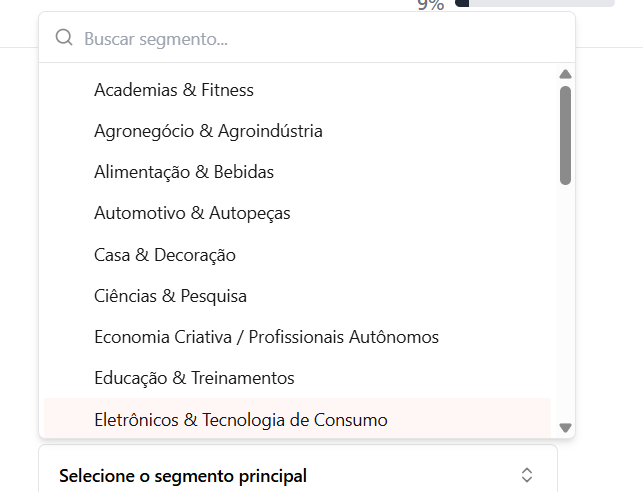 9%
Buscar segmento...
Academias & Fitness
Agronegócio & Agroindústria
Alimentação & Bebidas
Automotivo & Autopeças
Casa & Decoração
Ciências & Pesquisa
Economia Criativa / Profissionais Autônomos
Educação & Treinamentos
Eletrônicos & Tecnologia de Consumo
Selecione o segmento principal